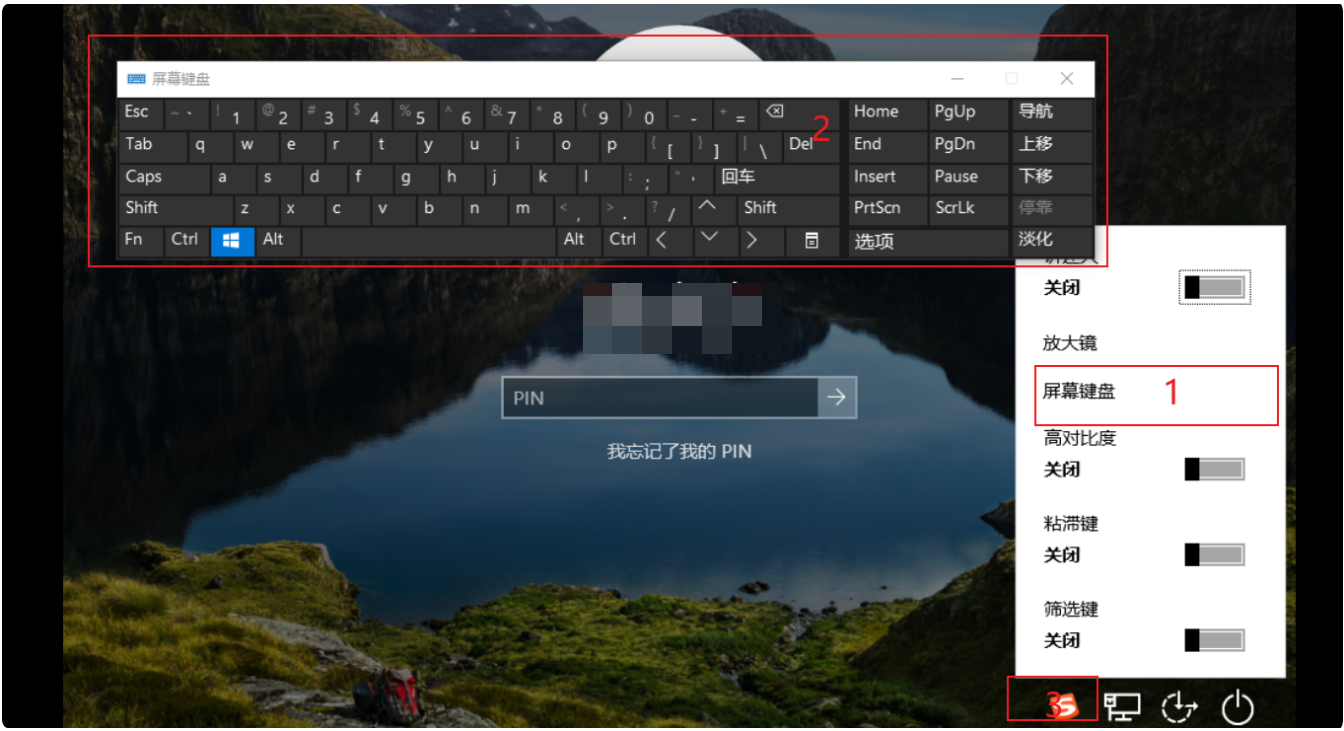 屏幕键盘
Esc ~ ` ! 1 @ 2 # 3 $ 4 % 5 ^ 6 & 7 * 8 ( 9 ) 0 _ - + = Home PgUp 导航
2
Tab q w e r t y u i o p { [ } ] | \ Del End PgDn 上移
Caps a s d f g h j k l : ; " ' 回车 Insert Pause 下移
Shift z x c v b n m < , > . ? / Shift PrtScn ScrLk 停靠
Fn Ctrl Alt Alt Ctrl 选项 淡化
关闭
放大镜
屏幕键盘 1
高对比度
关闭
粘滞键
关闭
筛选键
关闭
PIN
我忘记了我的 PIN
3